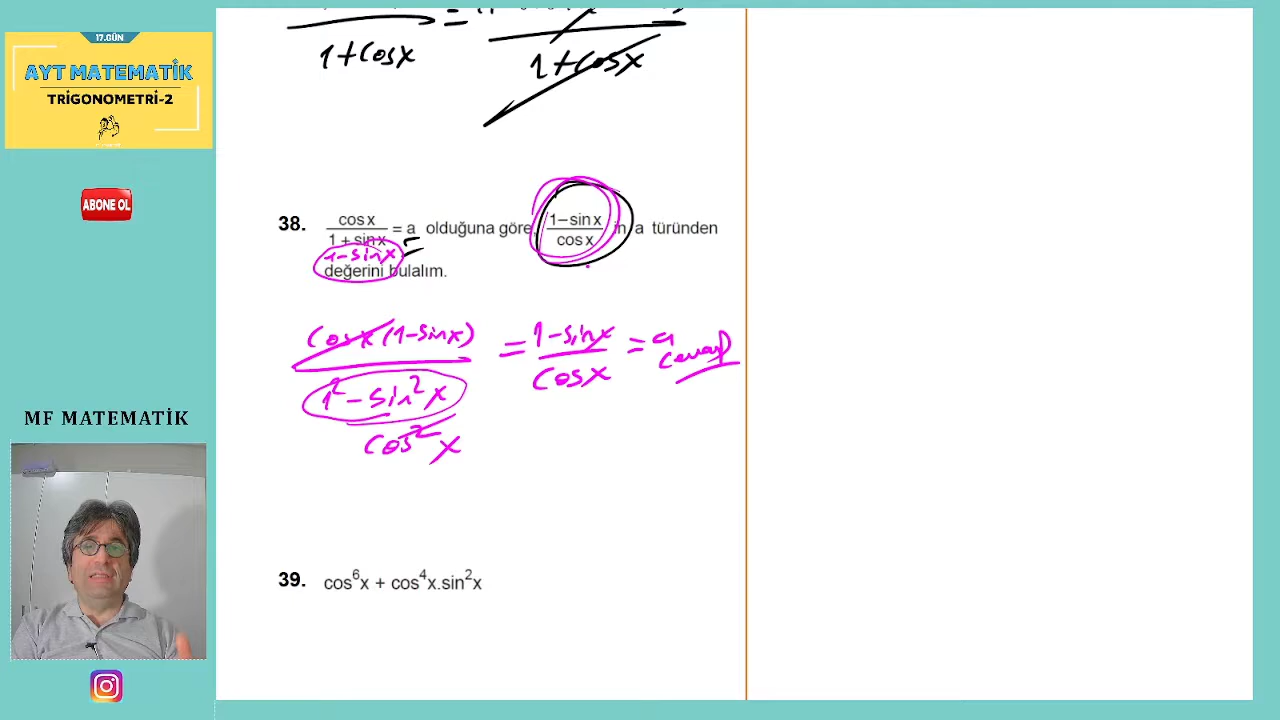 17.GÜN
AYT MATEMATİK
TRİGONOMETRİ-2
ABONE OL
MF MATEMATİK
1+cosx = 1+cosx
38. cos x / 1 + sin x = a olduğuna göre, 1–sin x / cos x in a türünden
1-sinx
değerini bulalım.
cosx(1-sinx) / 1²-sin²x = 1-sinx / cosx = a cevap
cos²x
39. cos⁶x + cos⁴x.sin²x